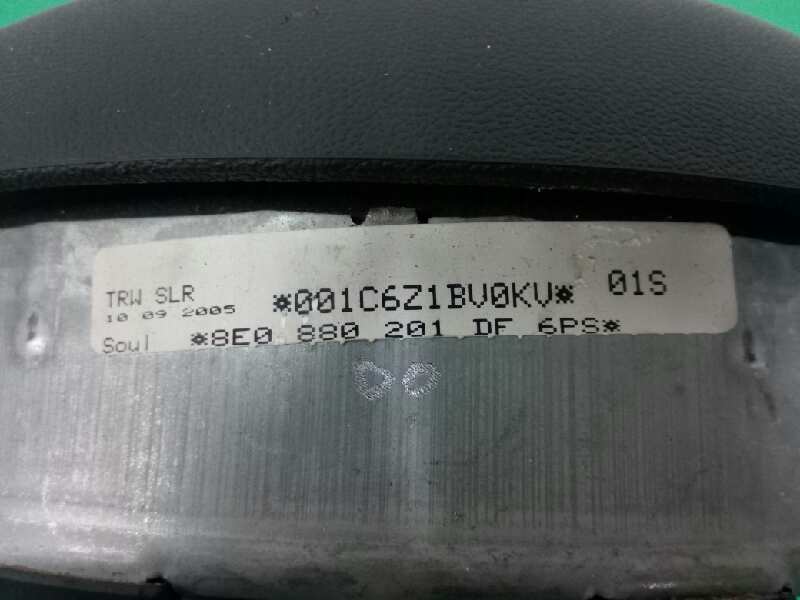 TRW SLR *001C6Z1BV0KV* 01S
10 09 2005
Soul *8E0 880 201 DF 6PS*